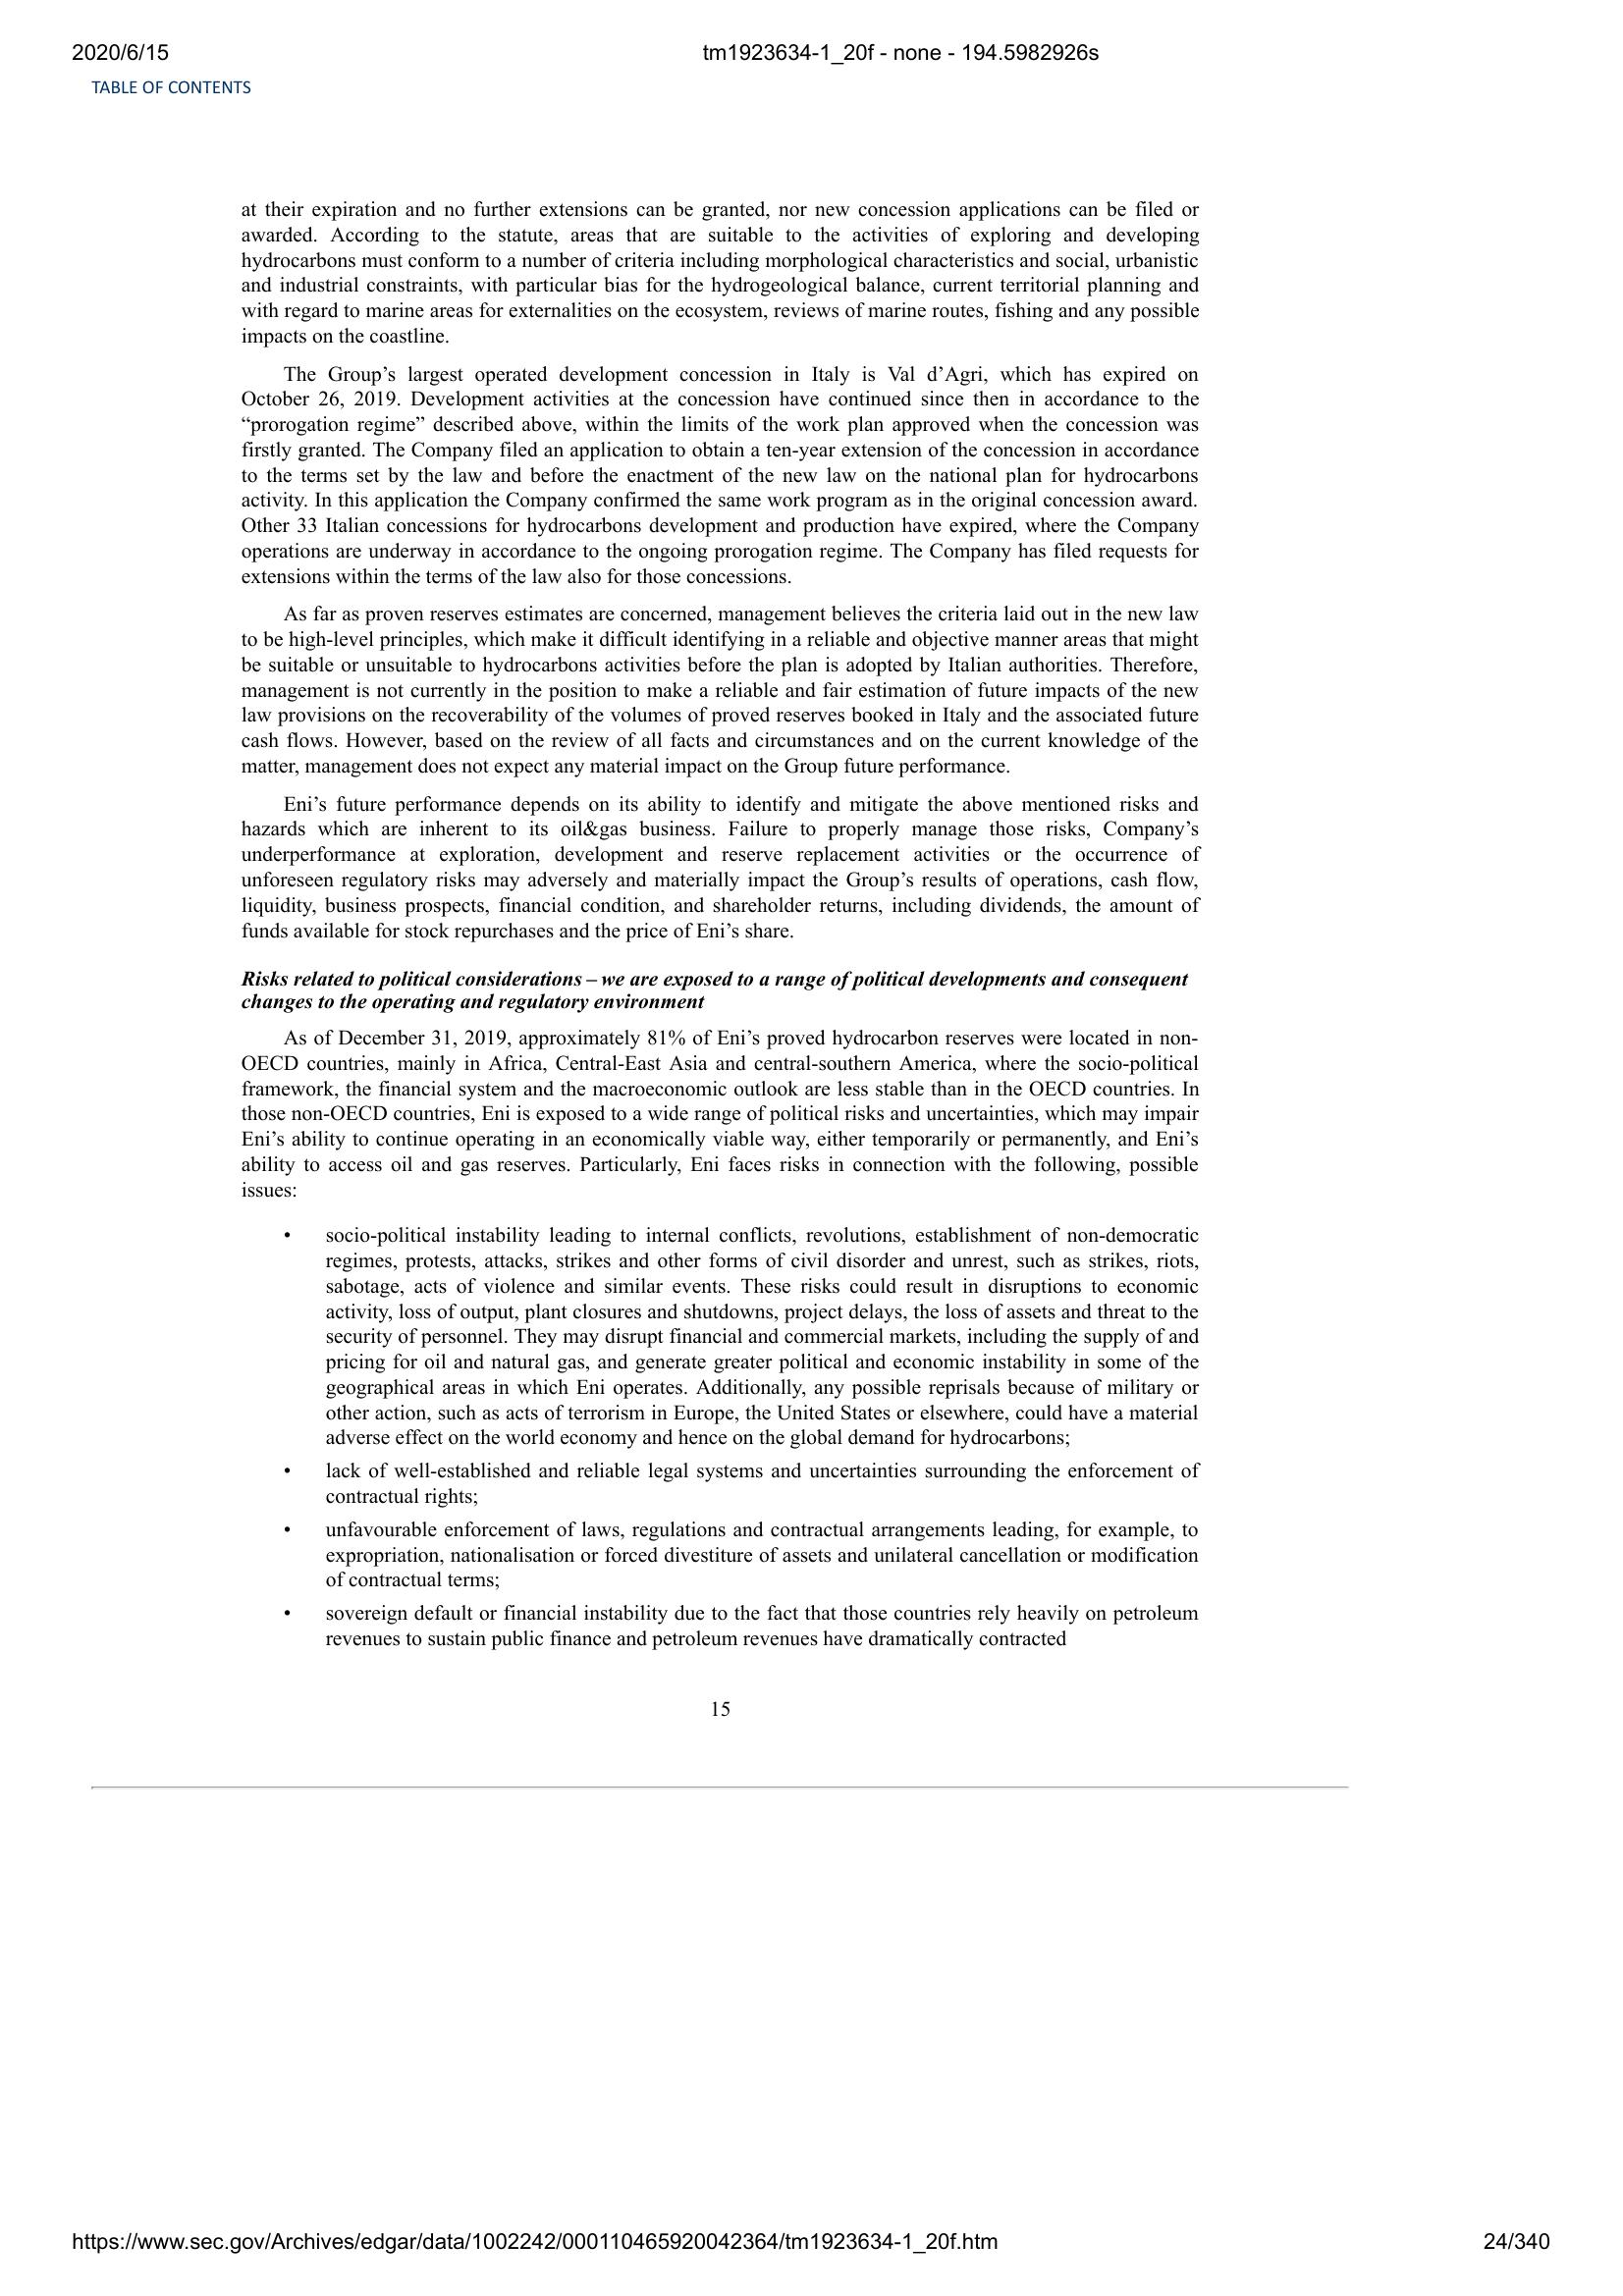 2020/6/15
tm1923634-1_20f - none - 194.5982926s
TABLE OF CONTENTS
at their expiration and no further extensions can be granted, nor new concession applications can be filed or
awarded. According to the statute, areas that are suitable to the activities of exploring and developing
hydrocarbons must conform to a number of criteria including morphological characteristics and social, urbanistic
and industrial constraints, with particular bias for the hydrogeological balance, current territorial planning and
with regard to marine areas for externalities on the ecosystem, reviews of marine routes, fishing and any possible
impacts on the coastline.
The Group’s largest operated development concession in Italy is Val d’Agri, which has expired on
October 26, 2019. Development activities at the concession have continued since then in accordance to the
“prorogation regime” described above, within the limits of the work plan approved when the concession was
firstly granted. The Company filed an application to obtain a ten-year extension of the concession in accordance
to the terms set by the law and before the enactment of the new law on the national plan for hydrocarbons
activity. In this application the Company confirmed the same work program as in the original concession award.
Other 33 Italian concessions for hydrocarbons development and production have expired, where the Company
operations are underway in accordance to the ongoing prorogation regime. The Company has filed requests for
extensions within the terms of the law also for those concessions.
As far as proven reserves estimates are concerned, management believes the criteria laid out in the new law
to be high-level principles, which make it difficult identifying in a reliable and objective manner areas that might
be suitable or unsuitable to hydrocarbons activities before the plan is adopted by Italian authorities. Therefore,
management is not currently in the position to make a reliable and fair estimation of future impacts of the new
law provisions on the recoverability of the volumes of proved reserves booked in Italy and the associated future
cash flows. However, based on the review of all facts and circumstances and on the current knowledge of the
matter, management does not expect any material impact on the Group future performance.
Eni’s future performance depends on its ability to identify and mitigate the above mentioned risks and
hazards which are inherent to its oil&gas business. Failure to properly manage those risks, Company’s
underperformance at exploration, development and reserve replacement activities or the occurrence of
unforeseen regulatory risks may adversely and materially impact the Group’s results of operations, cash flow,
liquidity, business prospects, financial condition, and shareholder returns, including dividends, the amount of
funds available for stock repurchases and the price of Eni’s share.
Risks related to political considerations – we are exposed to a range of political developments and consequent
changes to the operating and regulatory environment
As of December 31, 2019, approximately 81% of Eni’s proved hydrocarbon reserves were located in non-
OECD countries, mainly in Africa, Central-East Asia and central-southern America, where the socio-political
framework, the financial system and the macroeconomic outlook are less stable than in the OECD countries. In
those non-OECD countries, Eni is exposed to a wide range of political risks and uncertainties, which may impair
Eni’s ability to continue operating in an economically viable way, either temporarily or permanently, and Eni’s
ability to access oil and gas reserves. Particularly, Eni faces risks in connection with the following, possible
issues:
• socio-political instability leading to internal conflicts, revolutions, establishment of non-democratic
regimes, protests, attacks, strikes and other forms of civil disorder and unrest, such as strikes, riots,
sabotage, acts of violence and similar events. These risks could result in disruptions to economic
activity, loss of output, plant closures and shutdowns, project delays, the loss of assets and threat to the
security of personnel. They may disrupt financial and commercial markets, including the supply of and
pricing for oil and natural gas, and generate greater political and economic instability in some of the
geographical areas in which Eni operates. Additionally, any possible reprisals because of military or
other action, such as acts of terrorism in Europe, the United States or elsewhere, could have a material
adverse effect on the world economy and hence on the global demand for hydrocarbons;
• lack of well-established and reliable legal systems and uncertainties surrounding the enforcement of
contractual rights;
• unfavourable enforcement of laws, regulations and contractual arrangements leading, for example, to
expropriation, nationalisation or forced divestiture of assets and unilateral cancellation or modification
of contractual terms;
• sovereign default or financial instability due to the fact that those countries rely heavily on petroleum
revenues to sustain public finance and petroleum revenues have dramatically contracted
15
https://www.sec.gov/Archives/edgar/data/1002242/000110465920042364/tm1923634-1_20f.htm
24/340